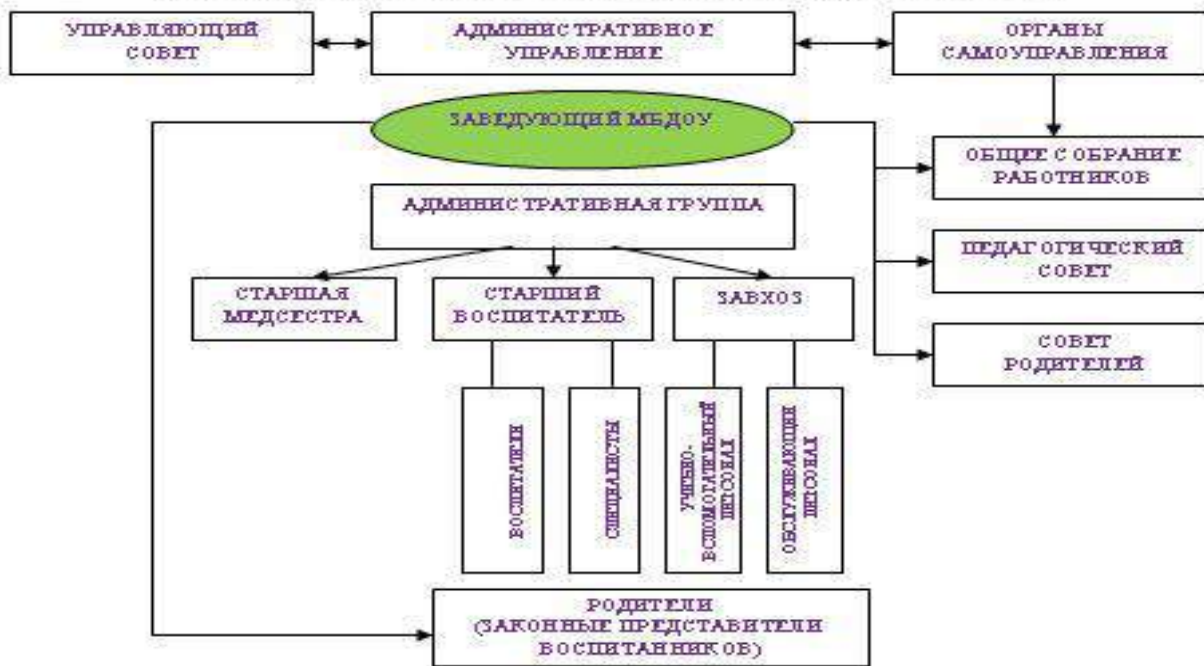 УПРАВЛЯЮЩИЙ
СОВЕТ
АДМИНИСТРАТИВНОЕ
УПРАВЛЕНИЕ
ОРГАНЫ
САМОУПРАВЛЕНИЯ
ЗАВЕДУЮЩИЙ МБДОУ
ОБЩЕЕ СОБРАНИЕ
РАБОТНИКОВ
АДМИНИСТРАТИВНАЯ ГРУППА
ПЕДАГОГИЧЕСКИЙ
СОВЕТ
СТАРШАЯ
МЕДСЕСТРА
СТАРШИЙ
ВОСПИТАТЕЛЬ
ЗАВХОЗ
СОВЕТ
РОДИТЕЛЕЙ
ВОСПИТАТЕЛИ
СПЕЦИАЛИСТЫ
УЧЕБНО-
ВСПОМОГАТЕЛЬНЫЙ
ПЕРСОНАЛ
ОБСЛУЖИВАЮЩИЙ
ПЕРСОНАЛ
РОДИТЕЛИ
(ЗАКОННЫЕ ПРЕДСТАВИТЕЛИ
ВОСПИТАННИКОВ)